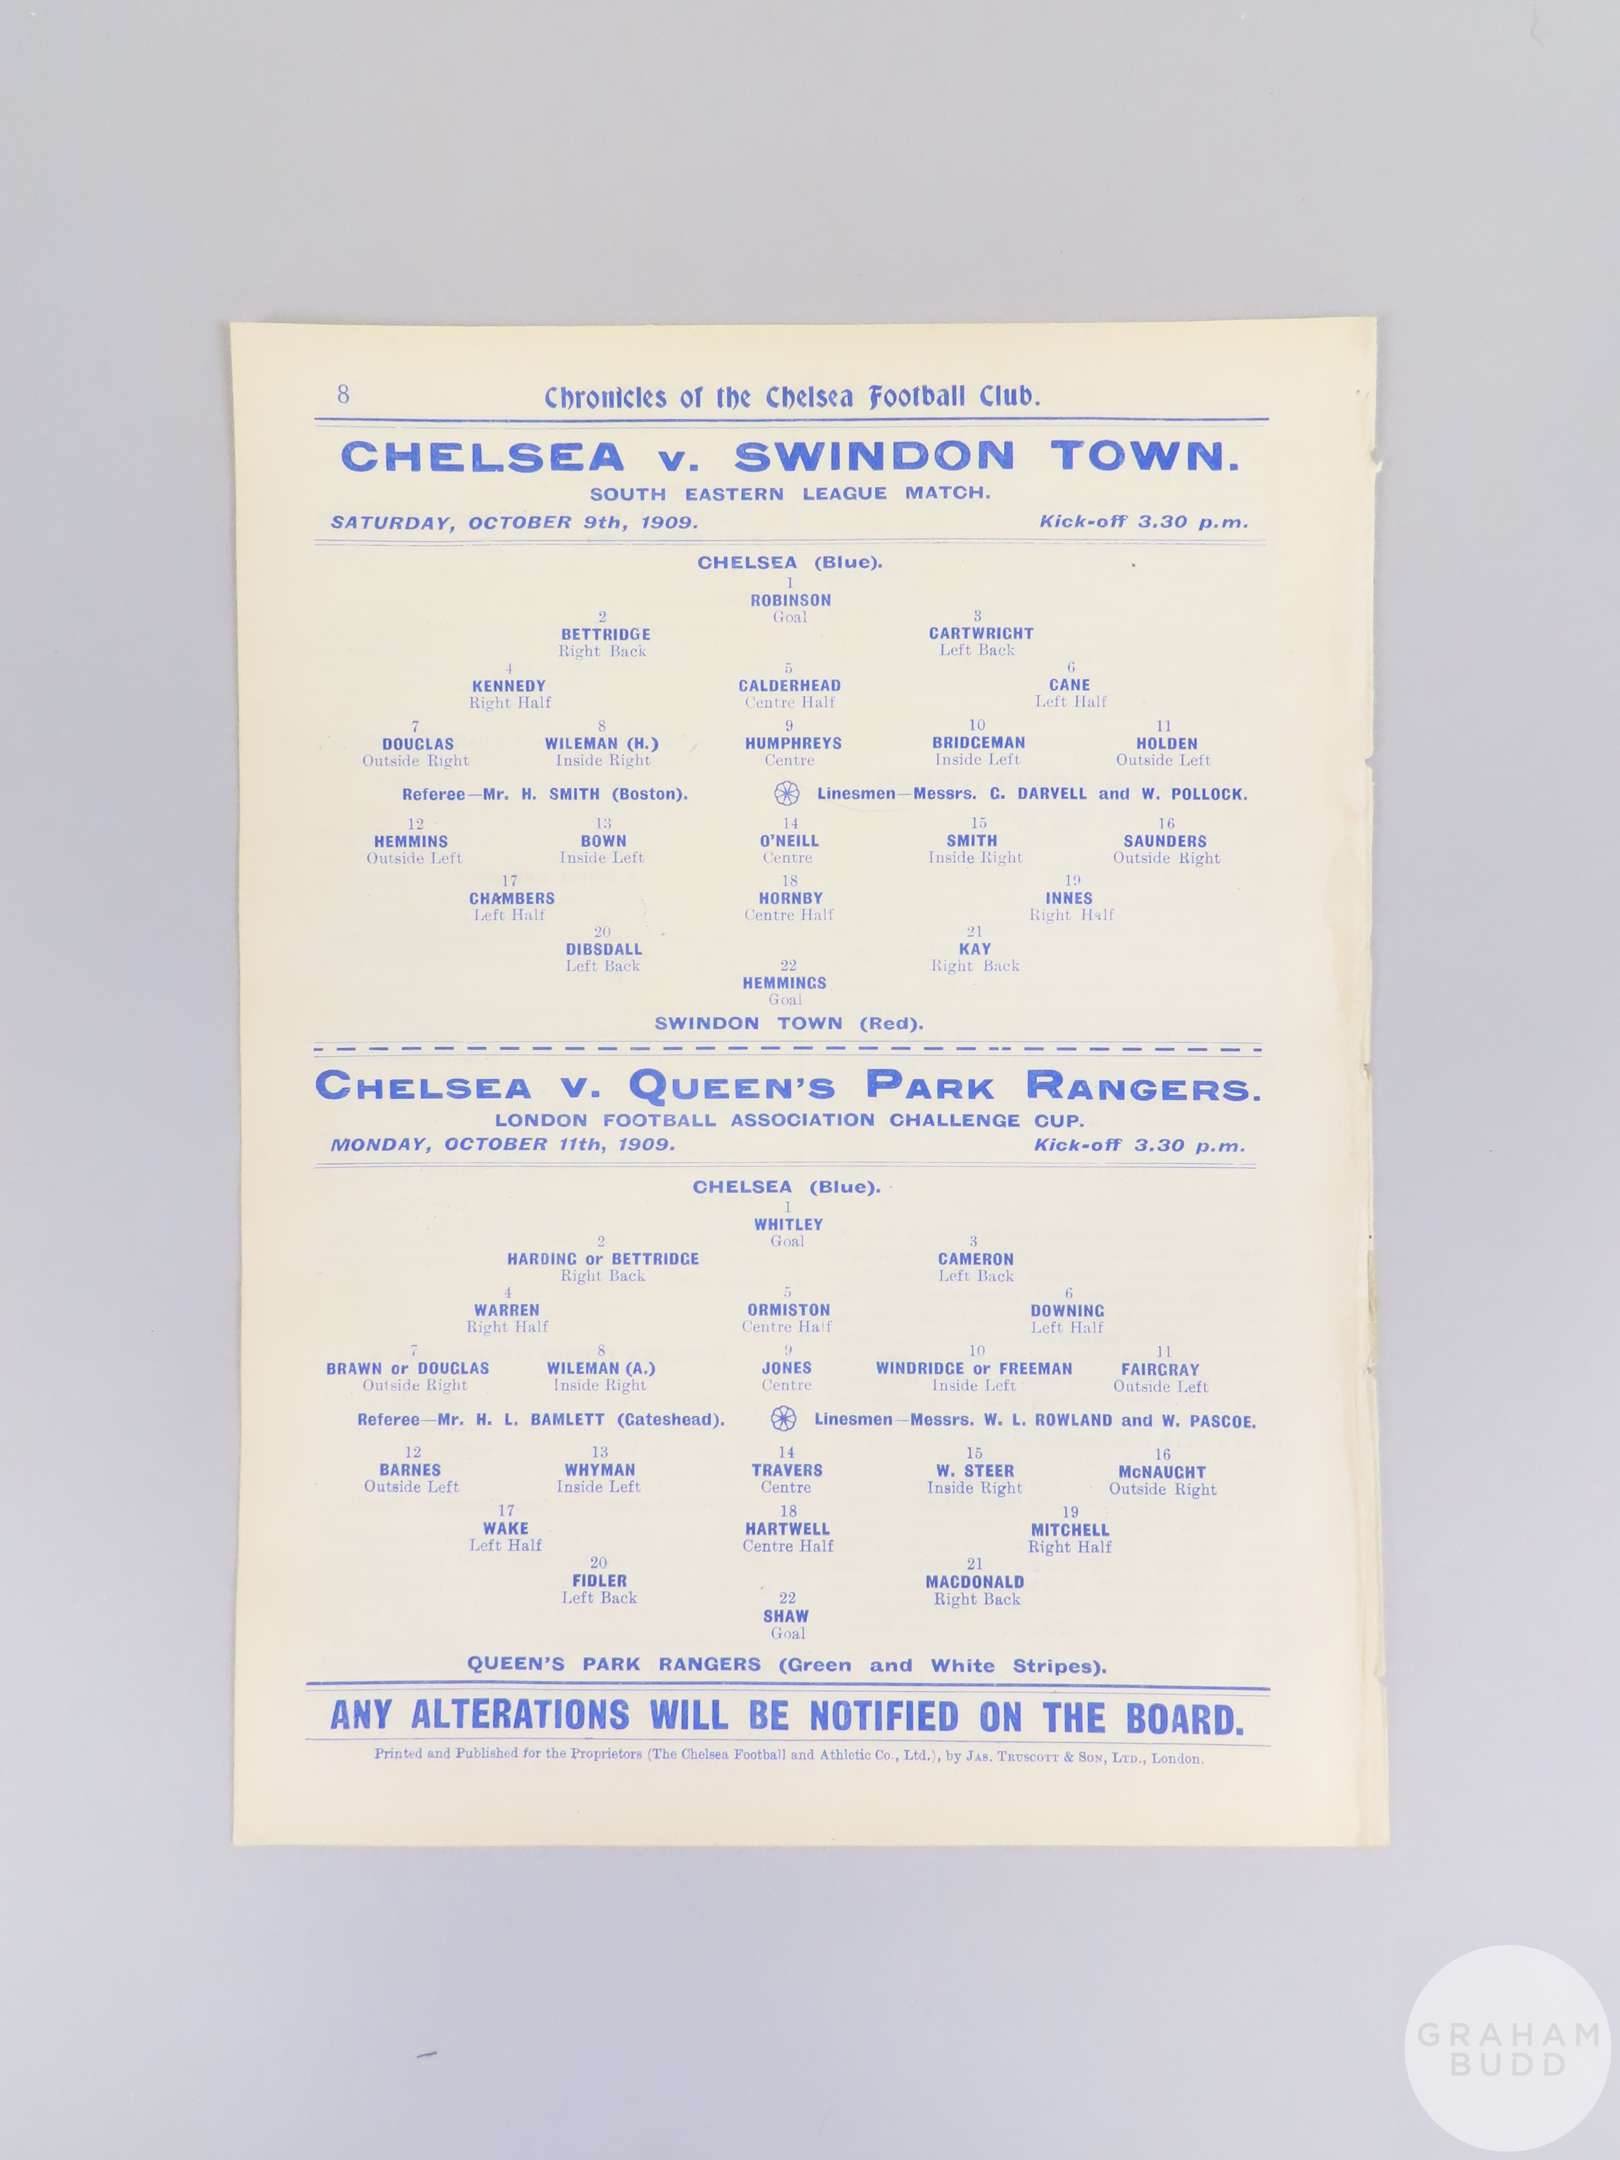 8 Chronicles of the Chelsea Football Club.
CHELSEA v. SWINDON TOWN.
SOUTH EASTERN LEAGUE MATCH.
SATURDAY, OCTOBER 9th, 1909. Kick-off 3.30 p.m.
CHELSEA (Blue).
1
ROBINSON
Goal
2 3
BETTRIDGE CARTWRIGHT
Right Back Left Back
4 5 6
KENNEDY CALDERHEAD CANE
Right Half Centre Half Left Half
7 8 9 10 11
DOUGLAS WILEMAN (H.) HUMPHREYS BRIDGEMAN HOLDEN
Outside Right Inside Right Centre Inside Left Outside Left
Referee—Mr. H. SMITH (Boston). Linesmen—Messrs. C. DARVELL and W. POLLOCK.
12 13 14 15 16
HEMMINS BOWN O'NEILL SMITH SAUNDERS
Outside Left Inside Left Centre Inside Right Outside Right
17 18 19
CHAMBERS HORNBY INNES
Left Half Centre Half Right Half
20 21
DIBSDALL KAY
Left Back Right Back
22
HEMMINGS
Goal
SWINDON TOWN (Red).
CHELSEA V. QUEEN'S PARK RANGERS.
LONDON FOOTBALL ASSOCIATION CHALLENGE CUP.
MONDAY, OCTOBER 11th, 1909. Kick-off 3.30 p.m.
CHELSEA (Blue).
1
WHITLEY
Goal
2 3
HARDING or BETTRIDGE CAMERON
Right Back Left Back
4 5 6
WARREN ORMISTON DOWNING
Right Half Centre Half Left Half
7 8 9 10 11
BRAWN or DOUGLAS WILEMAN (A.) JONES WINDRIDGE or FREEMAN FAIRGRAY
Outside Right Inside Right Centre Inside Left Outside Left
Referee—Mr. H. L. BAMLETT (Gateshead). Linesmen—Messrs. W. L. ROWLAND and W. PASCOE.
12 13 14 15 16
BARNES WHYMAN TRAVERS W. STEER McNAUGHT
Outside Left Inside Left Centre Inside Right Outside Right
17 18 19
WAKE HARTWELL MITCHELL
Left Half Centre Half Right Half
20 21
FIDLER MACDONALD
Left Back Right Back
22
SHAW
Goal
QUEEN'S PARK RANGERS (Green and White Stripes).
ANY ALTERATIONS WILL BE NOTIFIED ON THE BOARD.
Printed and Published for the Proprietors (The Chelsea Football and Athletic Co., Ltd.), by JAS. TRUSCOTT & SON, LTD., London.
GRAHAM
BUDD